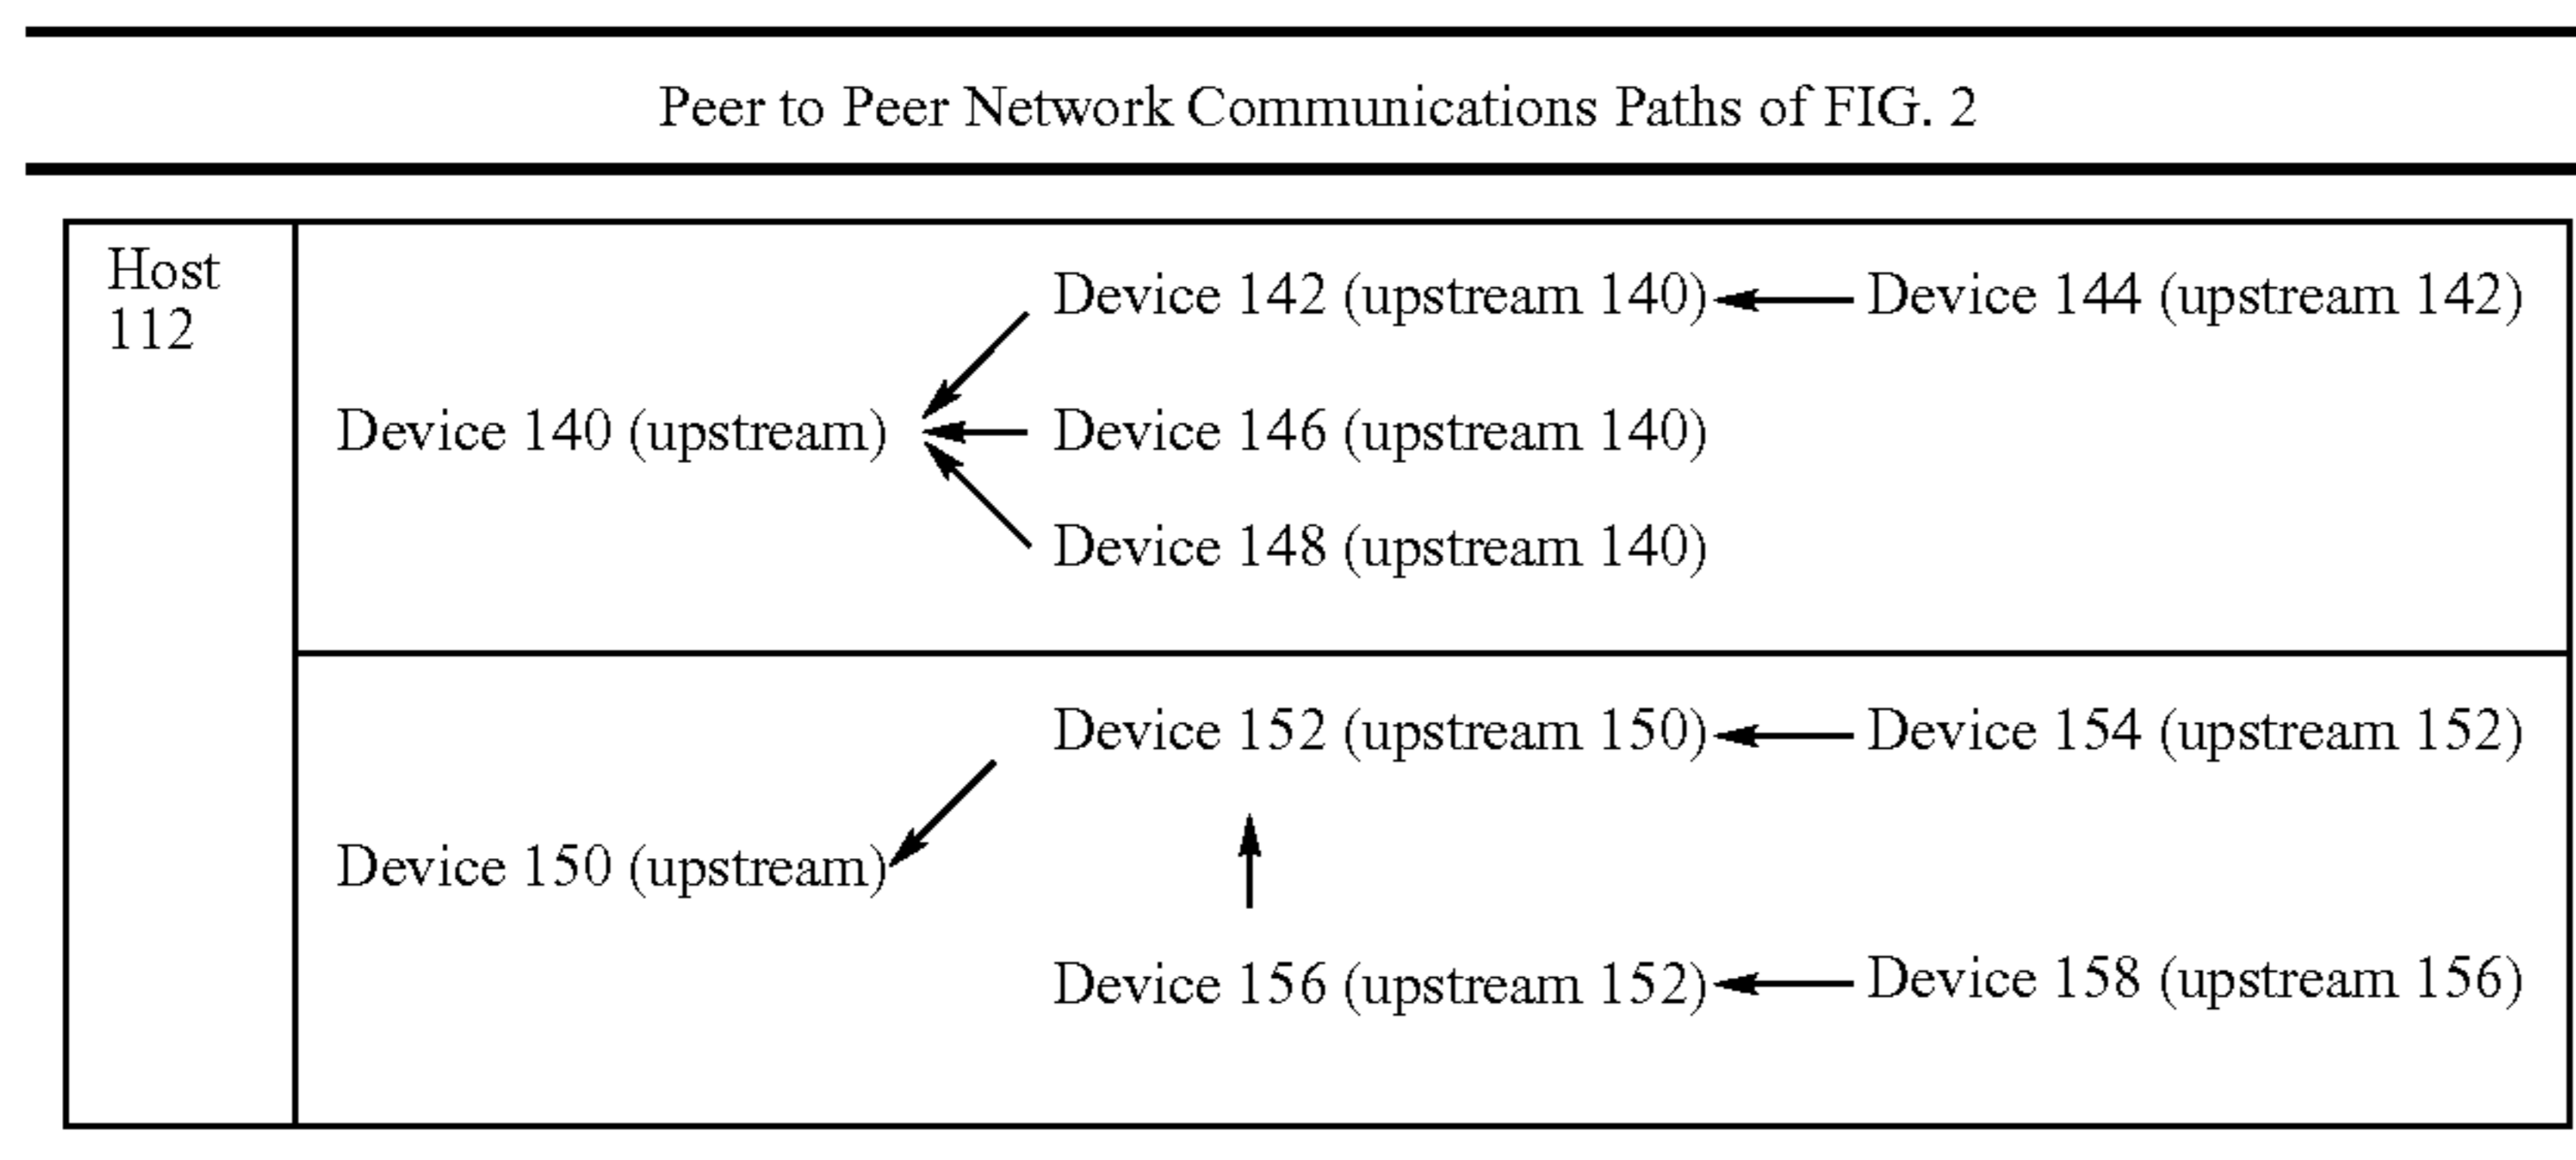 Peer to Peer Network Communications Paths of FIG. 2
Host
112
Device 142 (upstream 140) Device 144 (upstream 142)
Device 140 (upstream) Device 146 (upstream 140)
Device 148 (upstream 140)
Device 152 (upstream 150) Device 154 (upstream 152)
Device 150 (upstream)
Device 156 (upstream 152) Device 158 (upstream 156)